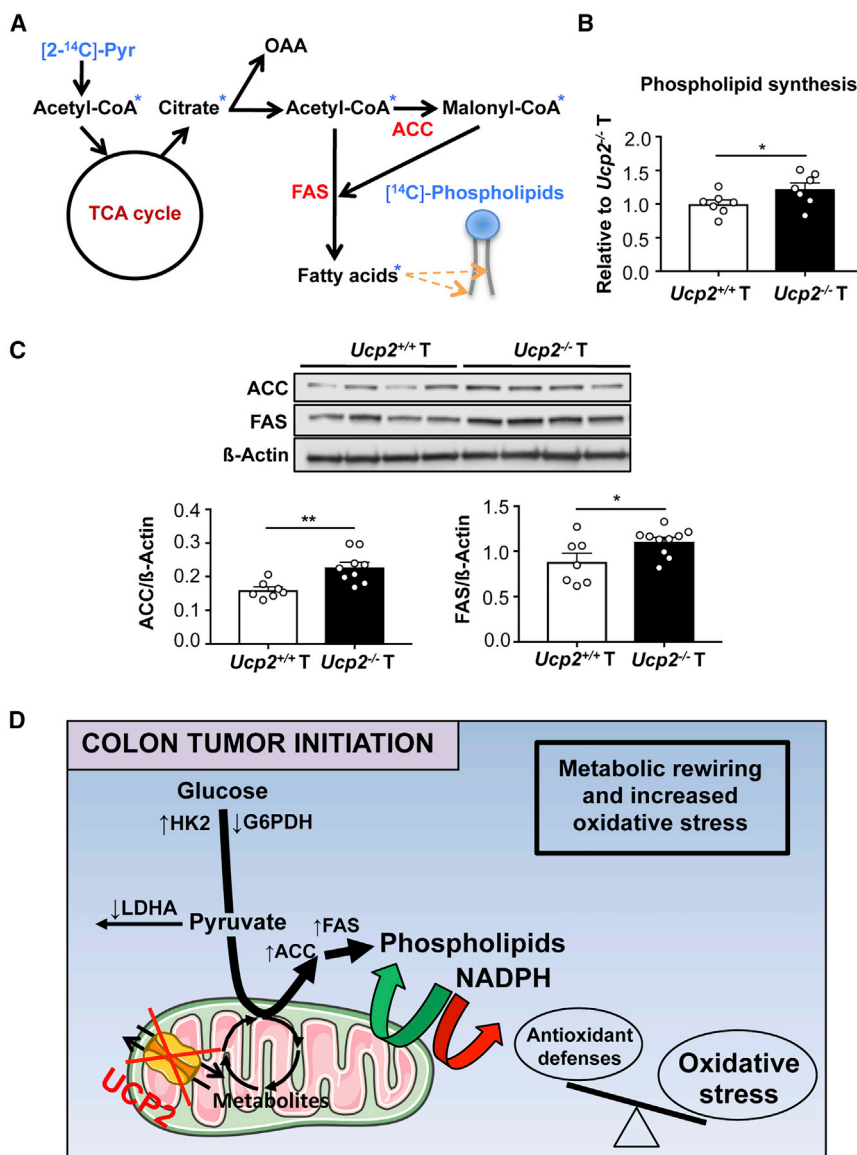 A
[2-¹⁴C]-Pyr
OAA
Acetyl-CoA*
Citrate*
Acetyl-CoA*
Malonyl-CoA*
ACC
FAS
[¹⁴C]-Phospholipids
TCA cycle
Fatty acids*
B
Phospholipid synthesis
Relative to Ucp2⁻/⁻ T
2.0
1.5
1.0
0.5
0.0
*
Ucp2⁺/⁺ T
Ucp2⁻/⁻ T
C
Ucp2⁺/⁺ T
Ucp2⁻/⁻ T
ACC
FAS
ß-Actin
ACC/ß-Actin
0.4
0.3
0.2
0.1
0.0
**
Ucp2⁺/⁺ T
Ucp2⁻/⁻ T
FAS/ß-Actin
1.5
1.0
0.5
0.0
*
Ucp2⁺/⁺ T
Ucp2⁻/⁻ T
D
COLON TUMOR INITIATION
Metabolic rewiring
and increased
oxidative stress
Glucose
↑HK2
↓G6PDH
↓LDHA
Pyruvate
↑FAS
↑ACC
Phospholipids
NADPH
UCP2
Metabolites
Antioxidant
defenses
Oxidative
stress